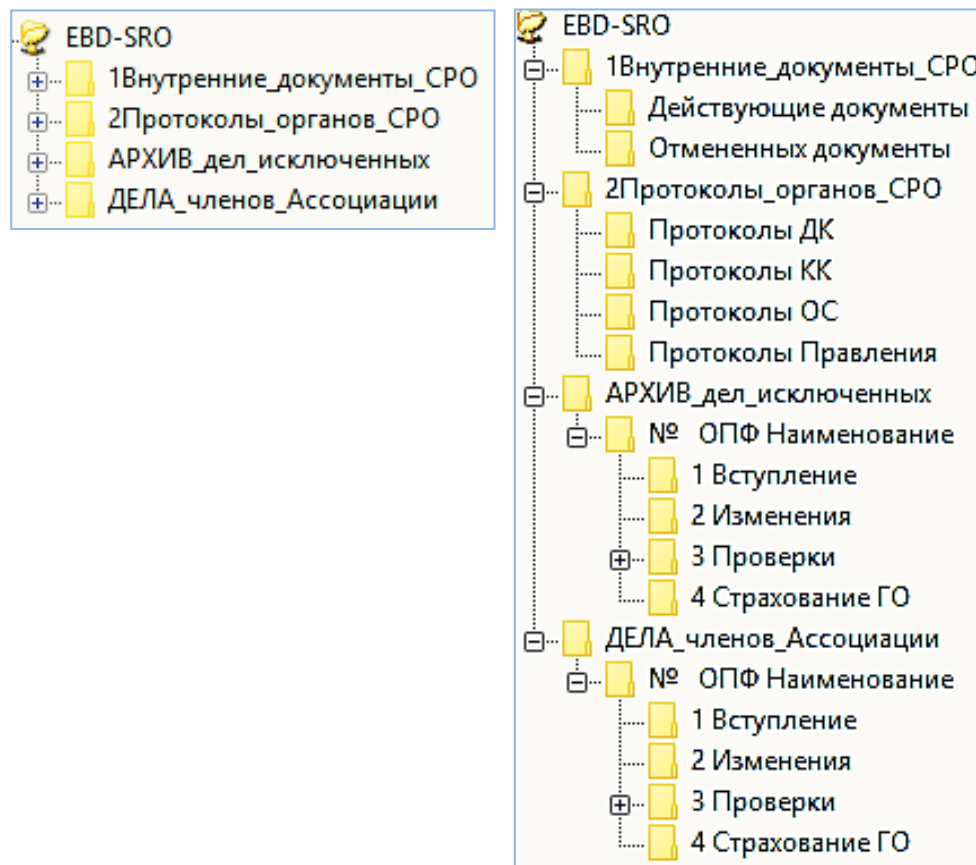 EBD-SRO
1Внутренние_документы_СРО
2Протоколы_органов_СРО
АРХИВ_дел_исключенных
ДЕЛА_членов_Ассоциации
EBD-SRO
1Внутренние_документы_СРО
Действующие документы
Отмененных документы
2Протоколы_органов_СРО
Протоколы ДК
Протоколы КК
Протоколы ОС
Протоколы Правления
АРХИВ_дел_исключенных
№ ОПФ Наименование
1 Вступление
2 Изменения
3 Проверки
4 Страхование ГО
ДЕЛА_членов_Ассоциации
№ ОПФ Наименование
1 Вступление
2 Изменения
3 Проверки
4 Страхование ГО